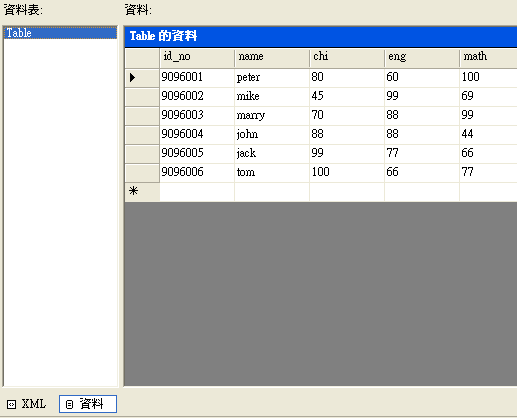 資料表: 資料:
Table
Table 的資料
id_no name chi eng math
9096001 peter 80 60 100
9096002 mike 45 99 69
9096003 marry 70 88 99
9096004 john 88 88 44
9096005 jack 99 77 66
9096006 tom 100 66 77
XML 資料